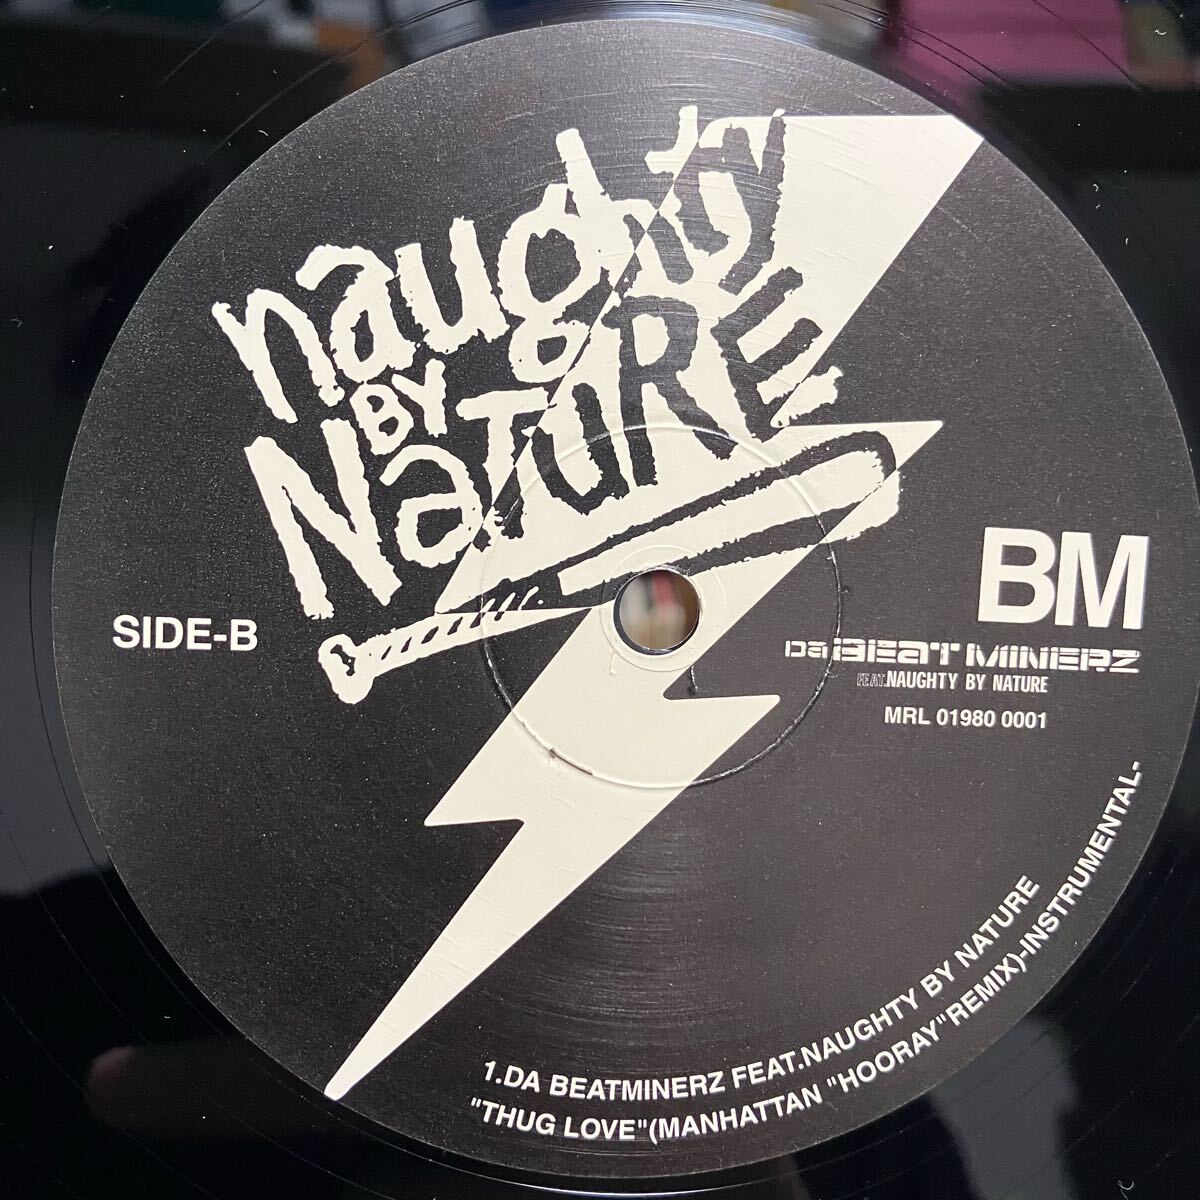 naughty
BY
NaTURE
SIDE-B
BM
Da BEAT MINERZ
FEAT.NAUGHTY BY NATURE
MRL 01980 0001
1.DA BEATMINERZ FEAT.NAUGHTY BY NATURE
"THUG LOVE"(MANHATTAN "HOORAY"REMIX)-INSTRUMENTAL-